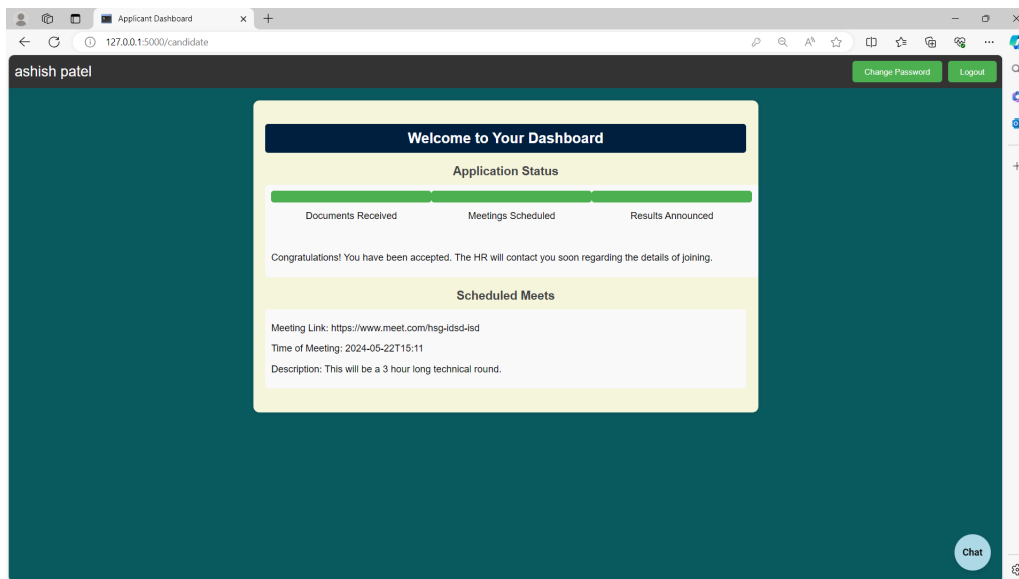 Applicant Dashboard
127.0.0.1:5000/candidate
ashish patel
Change Password
Logout
Welcome to Your Dashboard
Application Status
Documents Received
Meetings Scheduled
Results Announced
Congratulations! You have been accepted. The HR will contact you soon regarding the details of joining.
Scheduled Meets
Meeting Link: https://www.meet.com/hsg-idsd-isd
Time of Meeting: 2024-05-22T15:11
Description: This will be a 3 hour long technical round.
Chat